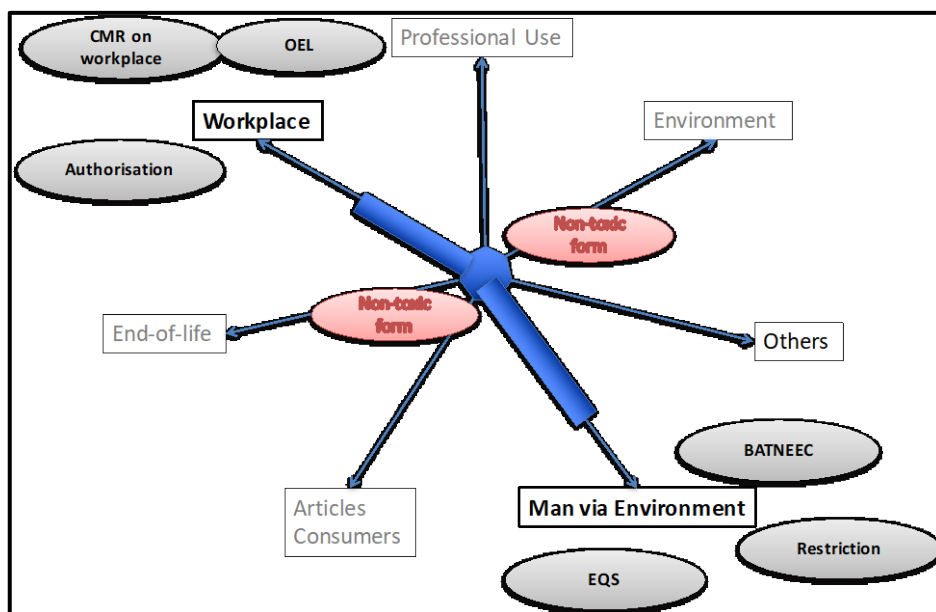 CMR on
workplace
OEL
Professional Use
Workplace
Environment
Authorisation
Non-toxic
form
Non-toxic
form
End-of-life
Others
BATNEEC
Articles
Consumers
Man via Environment
Restriction
EQS